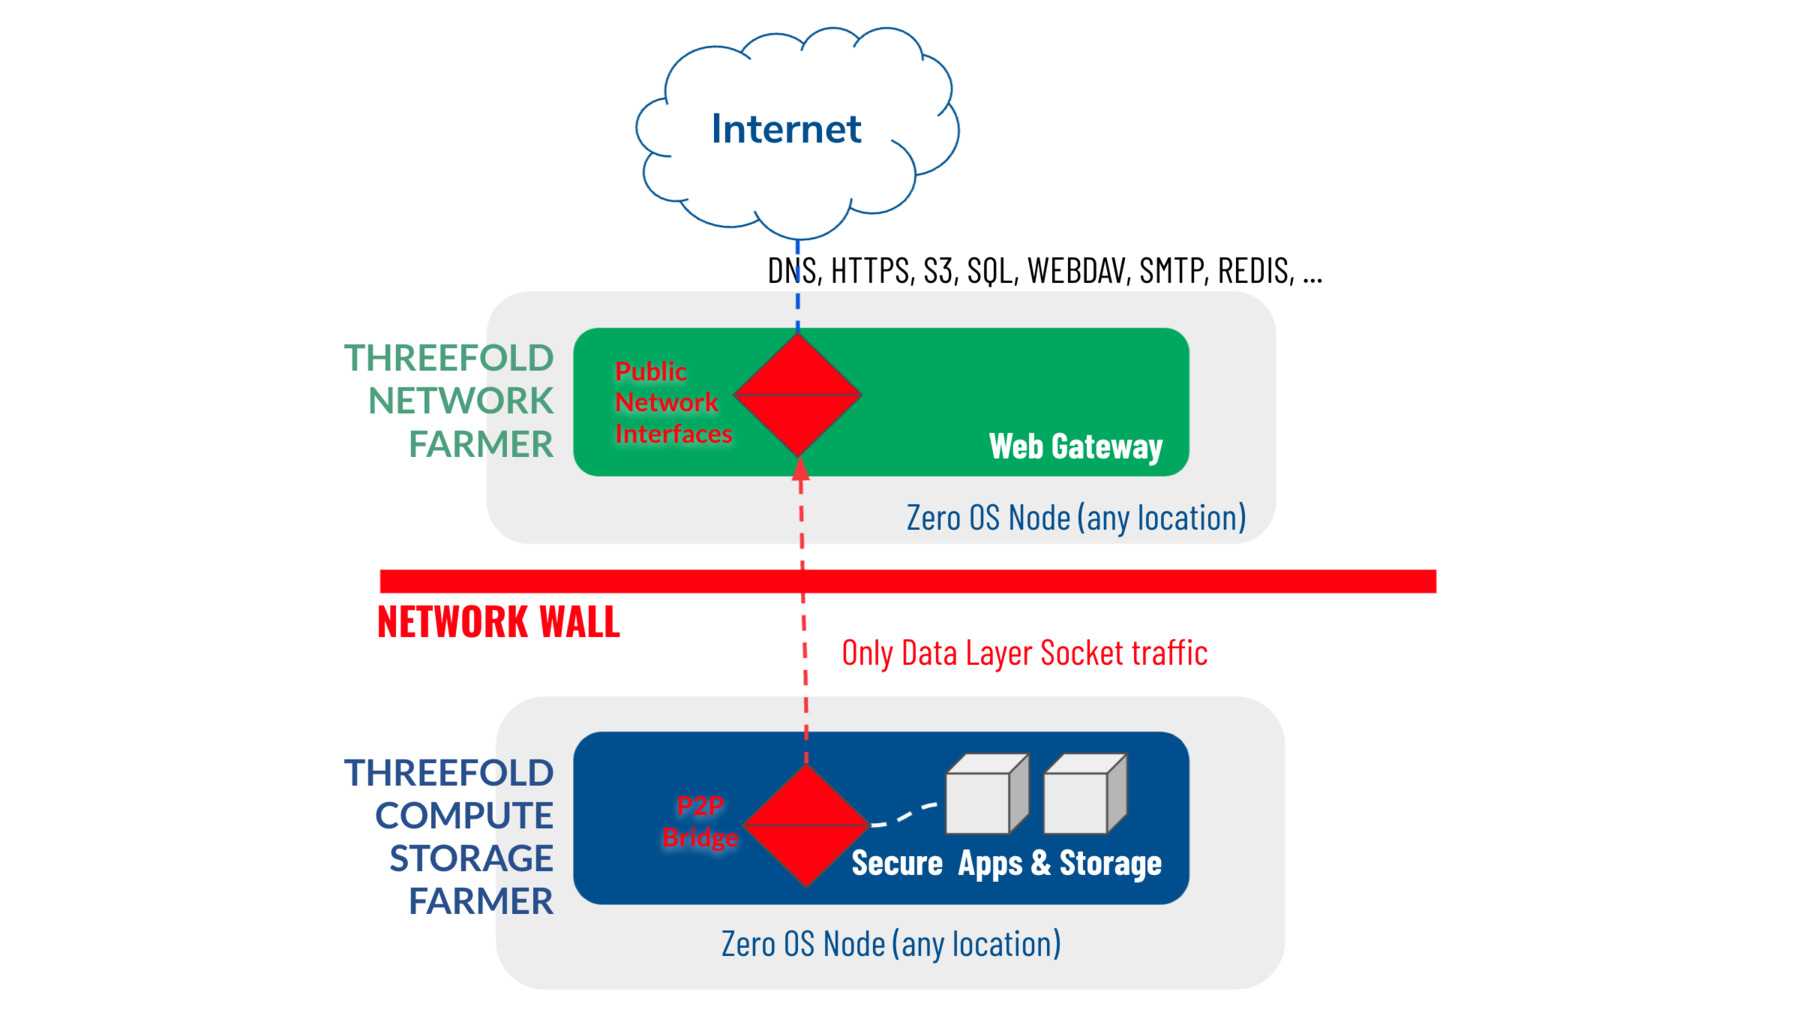 Internet
DNS, HTTPS, S3, SQL, WEBDAV, SMTP, REDIS, ...
THREEFOLD
NETWORK
FARMER
Public
Network
Interfaces
Web Gateway
Zero OS Node (any location)
NETWORK WALL
Only Data Layer Socket traffic
THREEFOLD
COMPUTE
STORAGE
FARMER
P2P
Bridge
Secure Apps & Storage
Zero OS Node (any location)